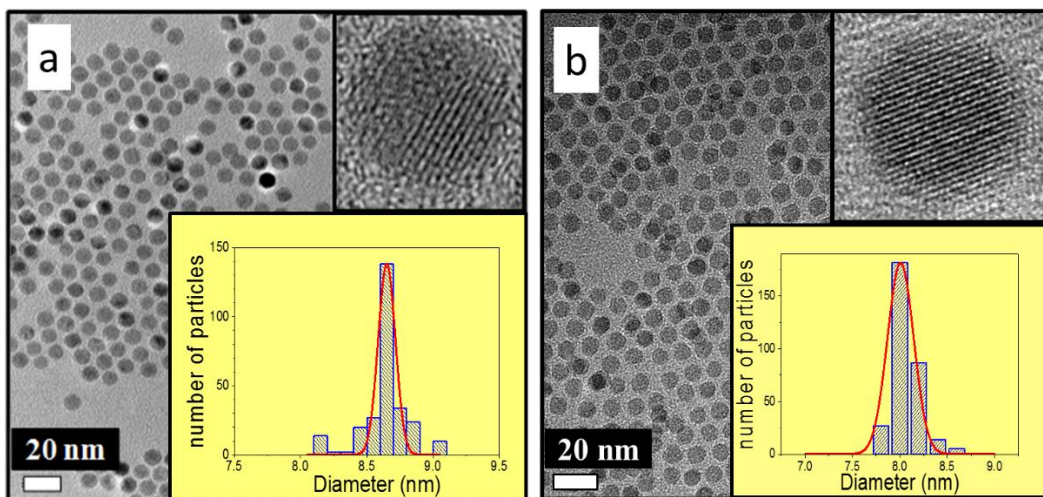 a
150
100
50
0
number of particles
7.5 8.0 8.5 9.0 9.5
Diameter (nm)
20 nm
b
150
100
50
0
number of particles
7.0 7.5 8.0 8.5 9.0
Diameter (nm)
20 nm